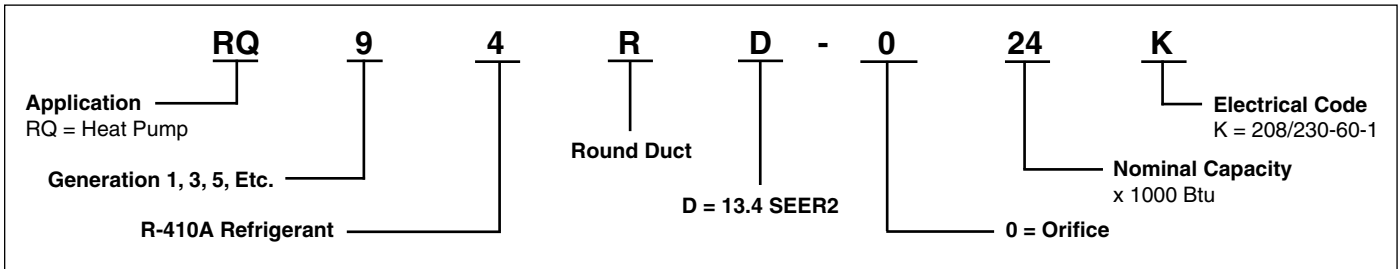 RQ 9 4 R D - 0 24 K
Application
RQ = Heat Pump
Electrical Code
K = 208/230-60-1
Round Duct
Nominal Capacity
x 1000 Btu
Generation 1, 3, 5, Etc.
D = 13.4 SEER2
R-410A Refrigerant
0 = Orifice